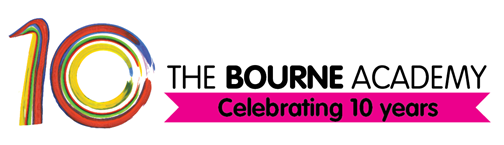 10
THE BOURNE ACADEMY
Celebrating 10 years